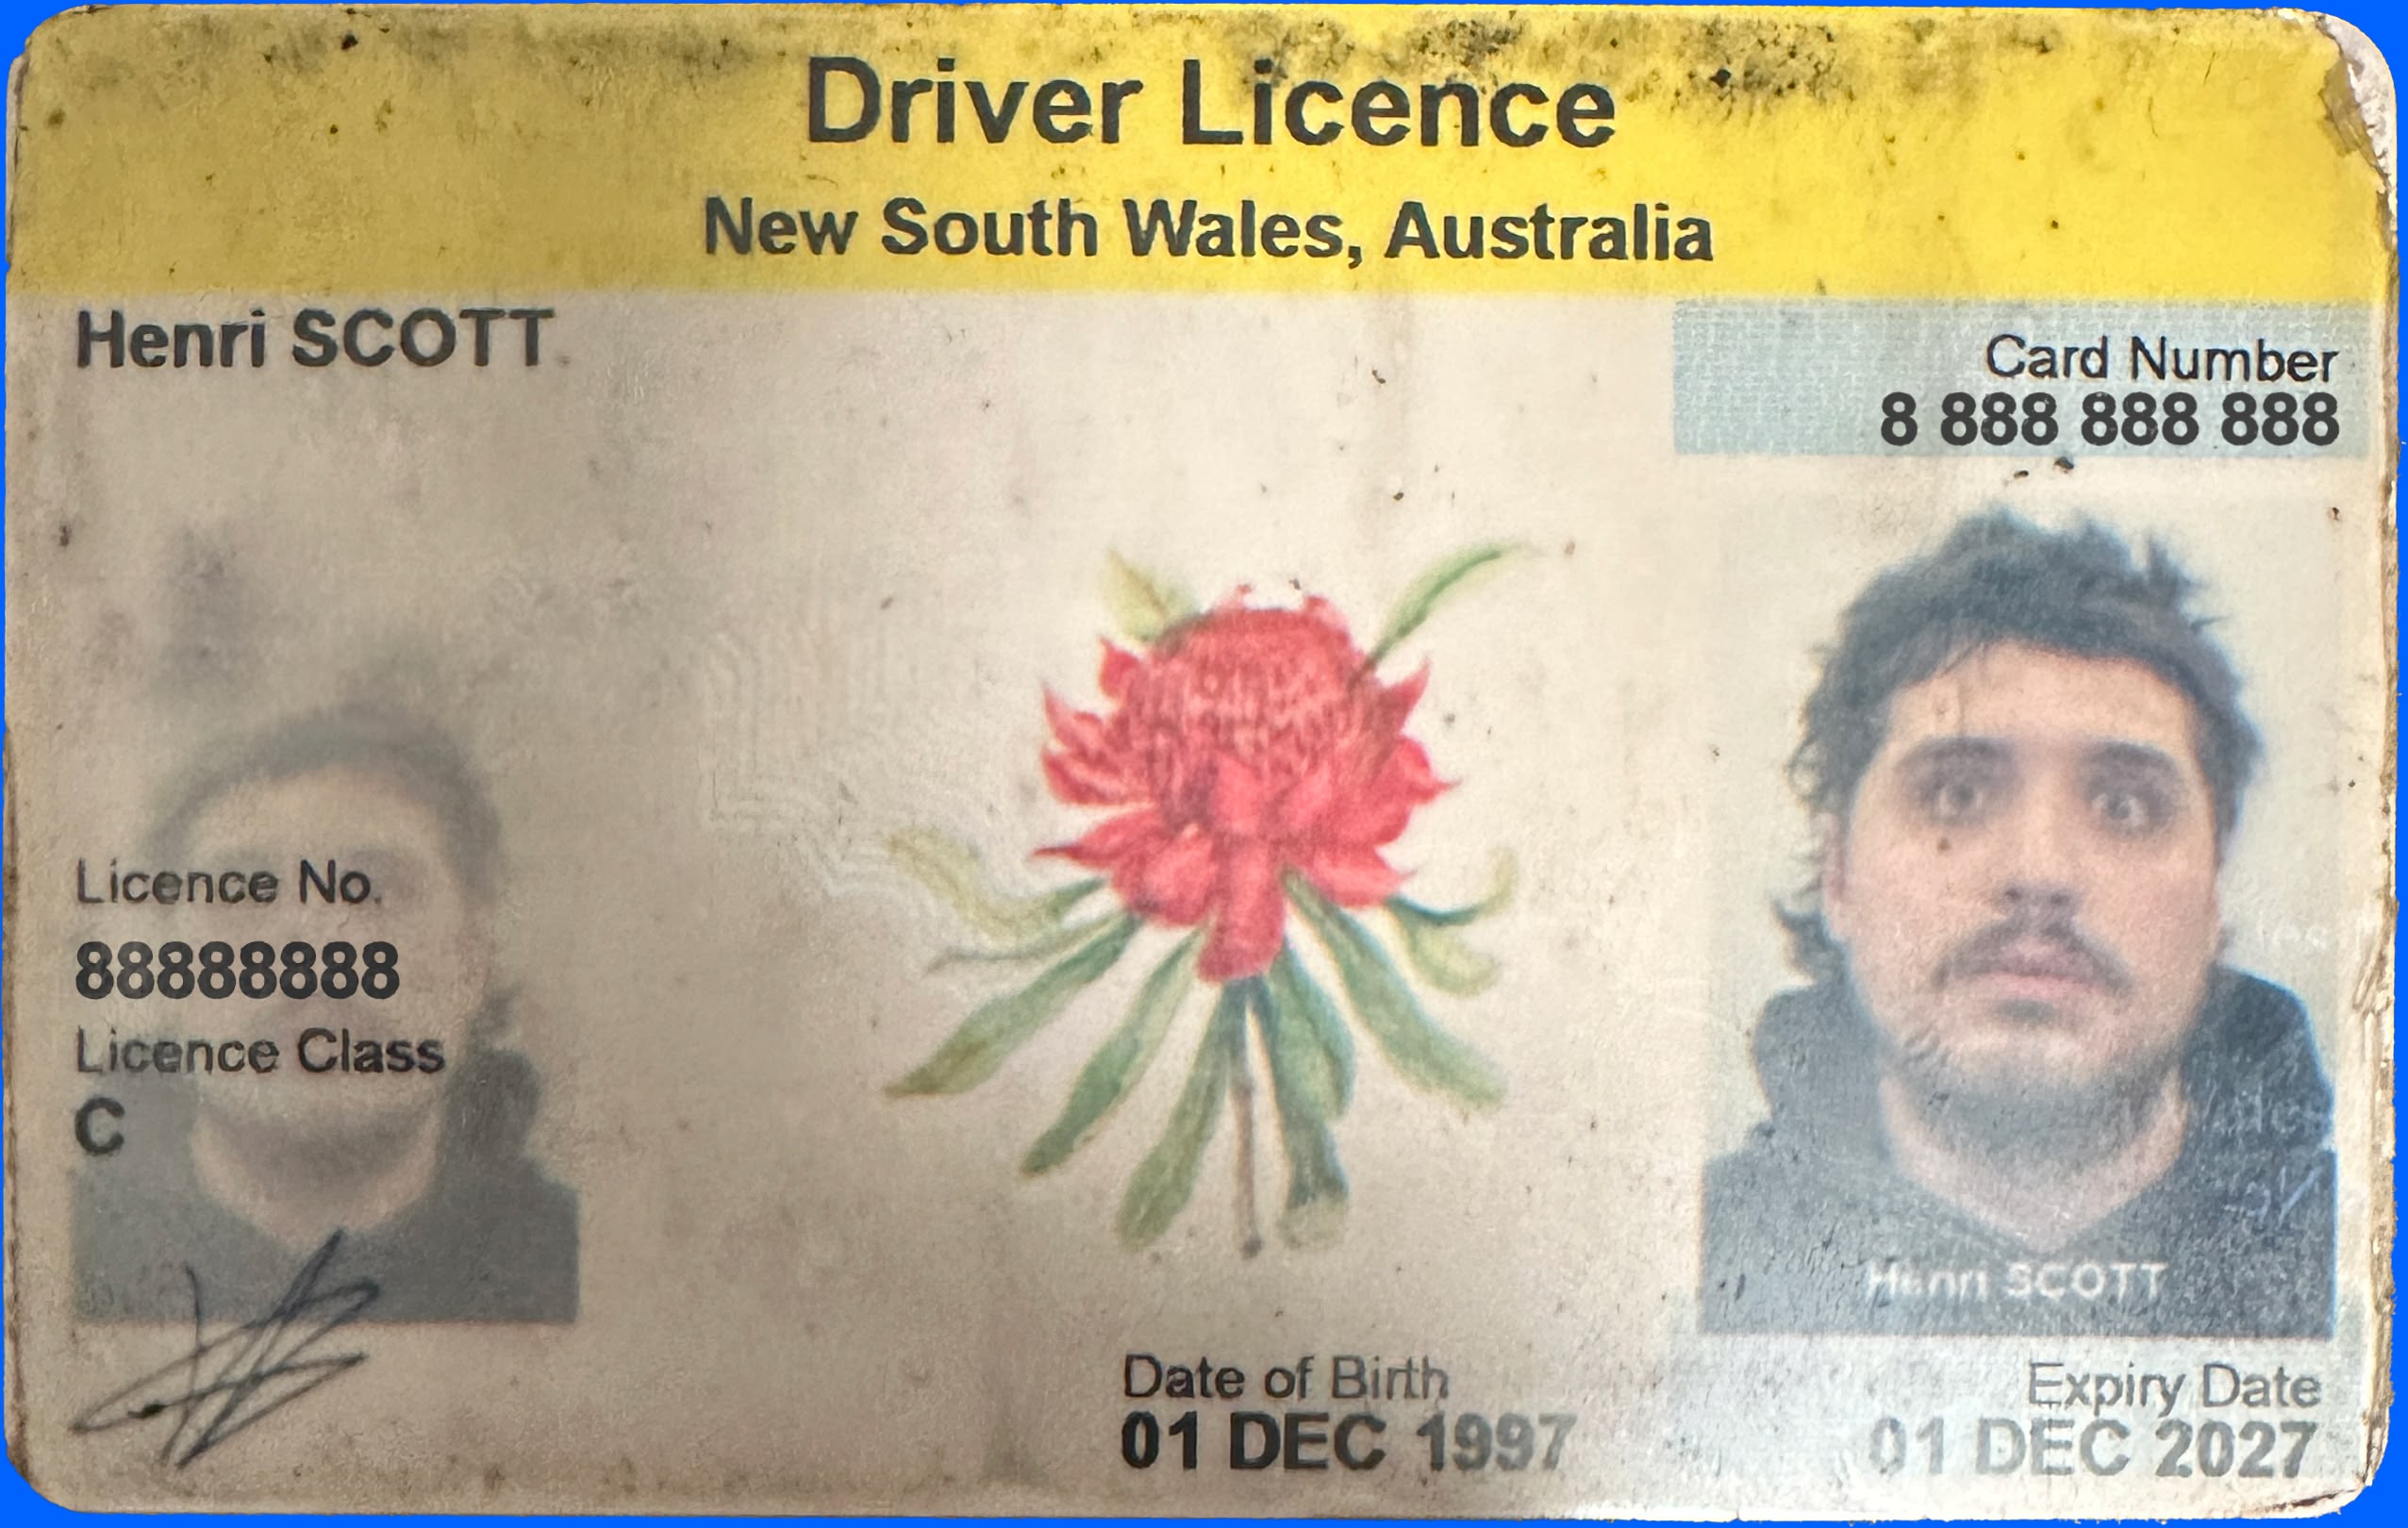 Driver Licence
New South Wales, Australia
Henri SCOTT
Card Number
8 888 888 888
Licence No.
88888888
Licence Class
C
Henri SCOTT
Date of Birth
01 DEC 1997
Expiry Date
01 DEC 2027